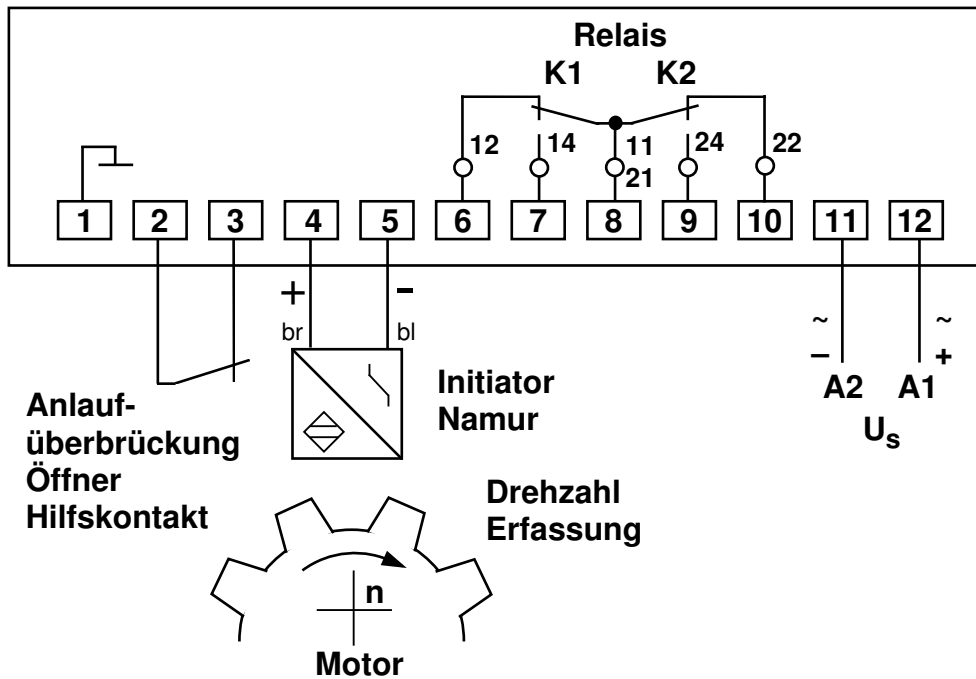 Relais
K1 K2
12 14 11 24 22
21
1 2 3 4 5 6 7 8 9 10 11 12
+ -
br bl
~ ~
– +
A2 A1
Us
Initiator
Namur
Anlauf-
überbrückung
Öffner
Hilfskontakt
Drehzahl
Erfassung
n
Motor